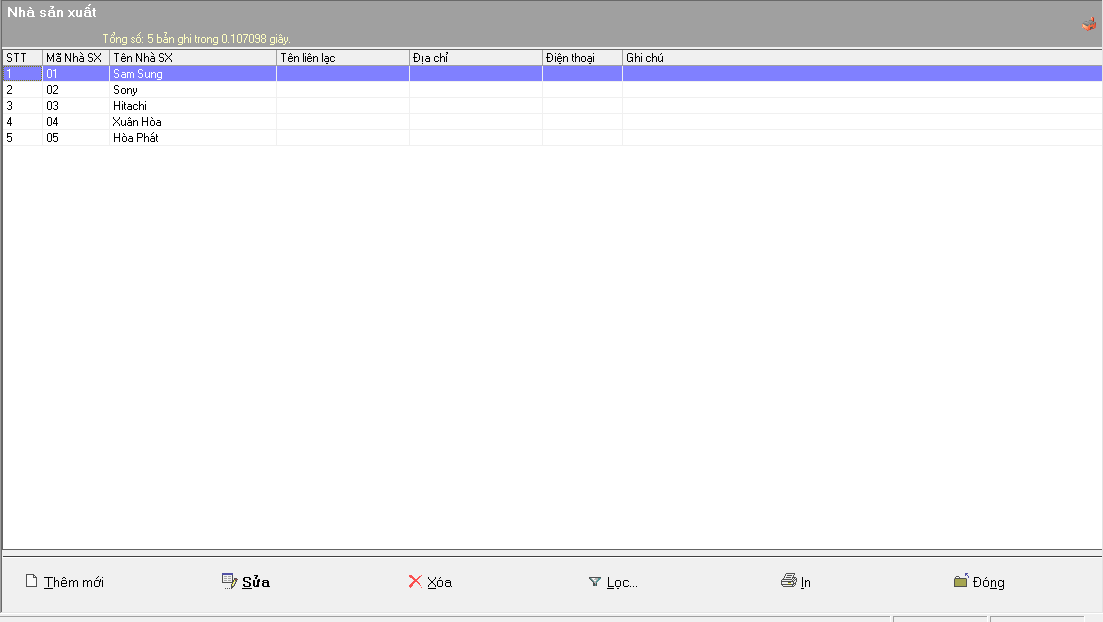 Nhà sản xuất
Tổng số: 5 bản ghi trong 0.107098 giây.
STT Mã Nhà SX Tên Nhà SX Tên liên lạc Địa chỉ Điện thoại Ghi chú
1 01 Sam Sung
2 02 Sony
3 03 Hitachi
4 04 Xuân Hòa
5 05 Hòa Phát
Thêm mới Sửa Xóa Lọc... In Đóng